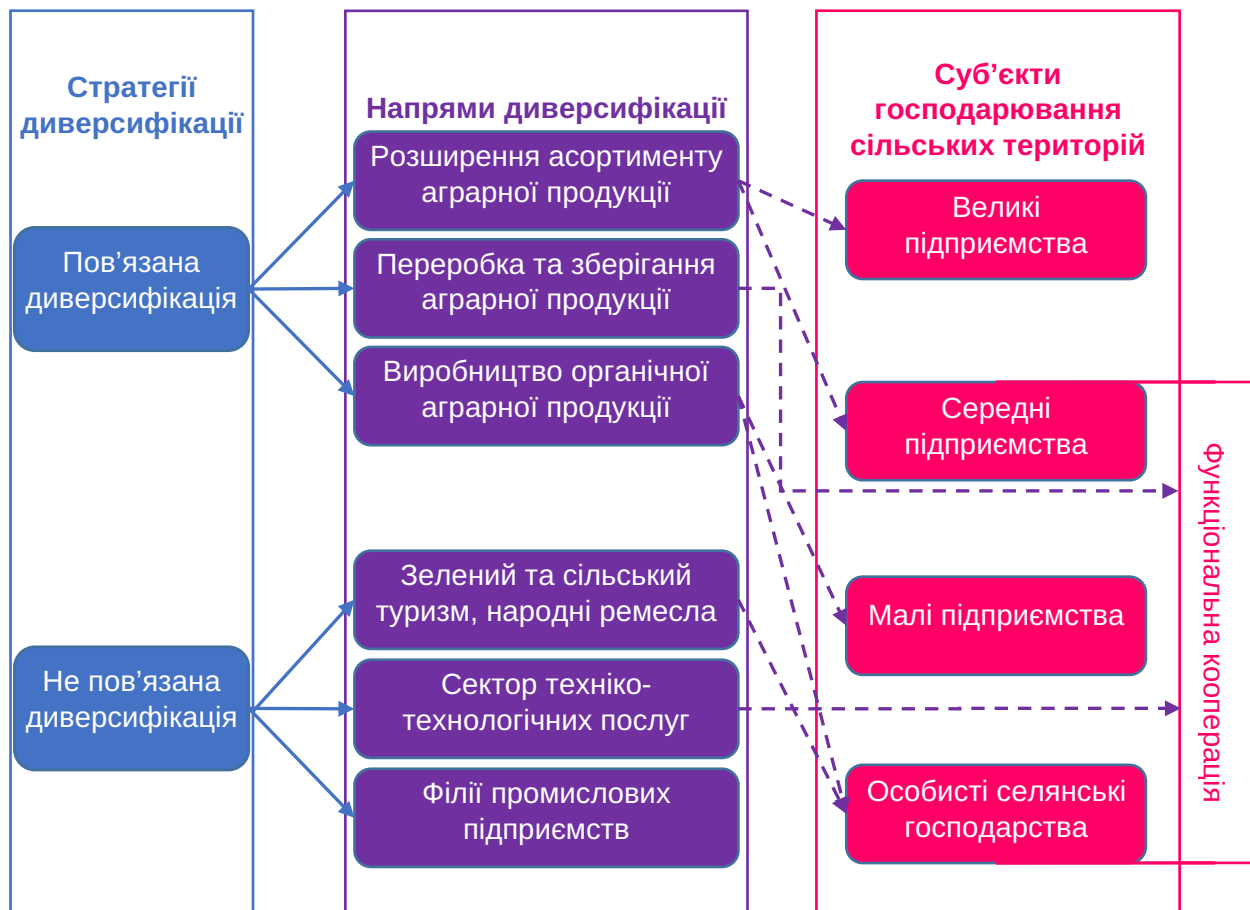 Стратегії
диверсифікації
Пов’язана
диверсифікація
Не пов’язана
диверсифікація
Напрями диверсифікації
Розширення асортименту
аграрної продукції
Переробка та зберігання
аграрної продукції
Виробництво органічної
аграрної продукції
Зелений та сільський
туризм, народні ремесла
Сектор техніко-
технологічних послуг
Філії промислових
підприємств
Суб’єкти
господарювання
сільських територій
Великі
підприємства
Середні
підприємства
Малі підприємства
Особисті селянські
господарства
Функціональна кооперація